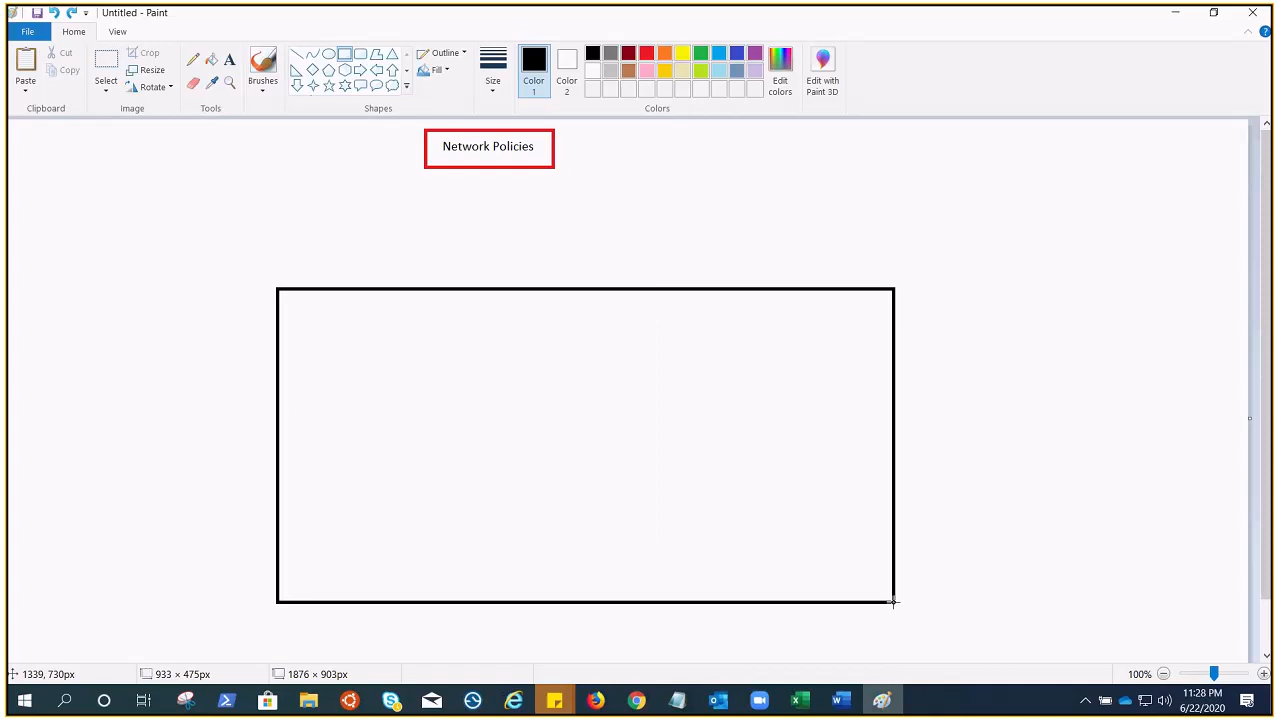 Untitled - Paint
File
Home
View
Paste
Cut
Copy
Clipboard
Select
Crop
Resize
Rotate
Image
Tools
Brushes
Outline
Fill
Shapes
Size
Color
1
Color
2
Edit
colors
Edit with
Paint 3D
Colors
Network Policies
1339, 730px
933 × 475px
1876 × 903px
100%
11:28 PM
6/22/2020